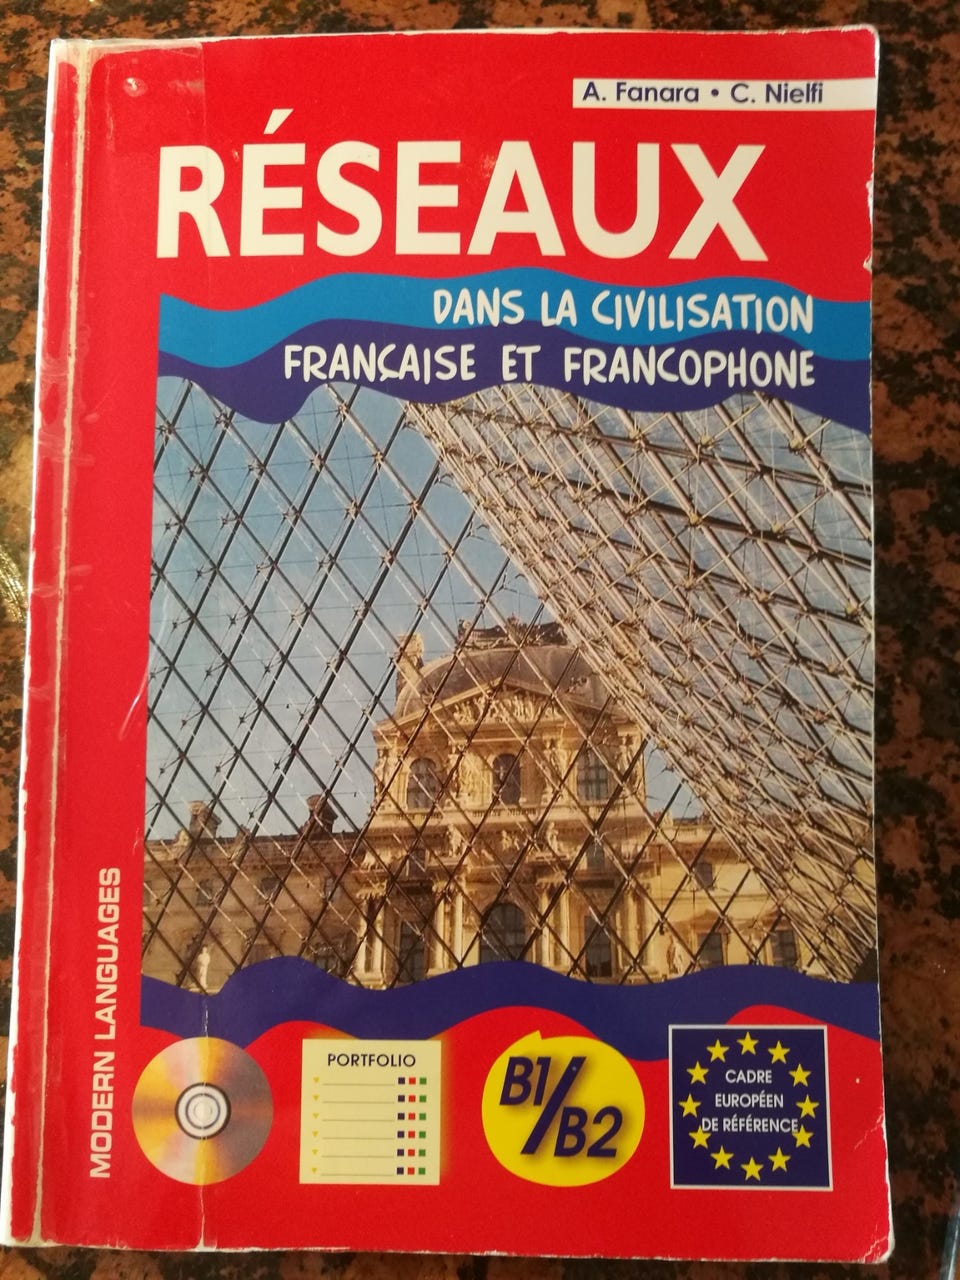 A. Fanara • C. Nielfi
RÉSEAUX
DANS LA CIVILISATION
FRANÇAISE ET FRANCOPHONE
MODERN LANGUAGES
PORTFOLIO
B1/B2
CADRE
EUROPÉEN
DE RÉFÉRENCE